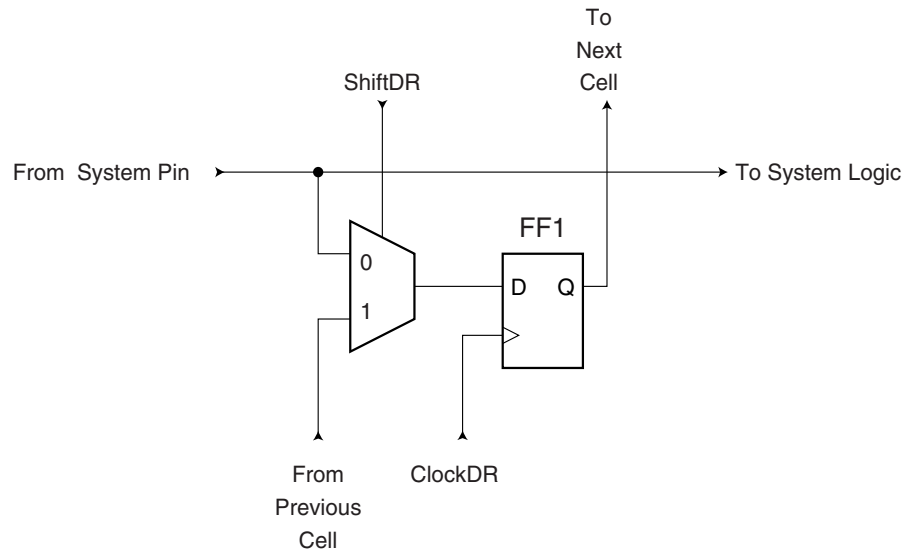 To
Next
Cell
ShiftDR
From System Pin
To System Logic
FF1
0
D Q
1
From
Previous
Cell
ClockDR